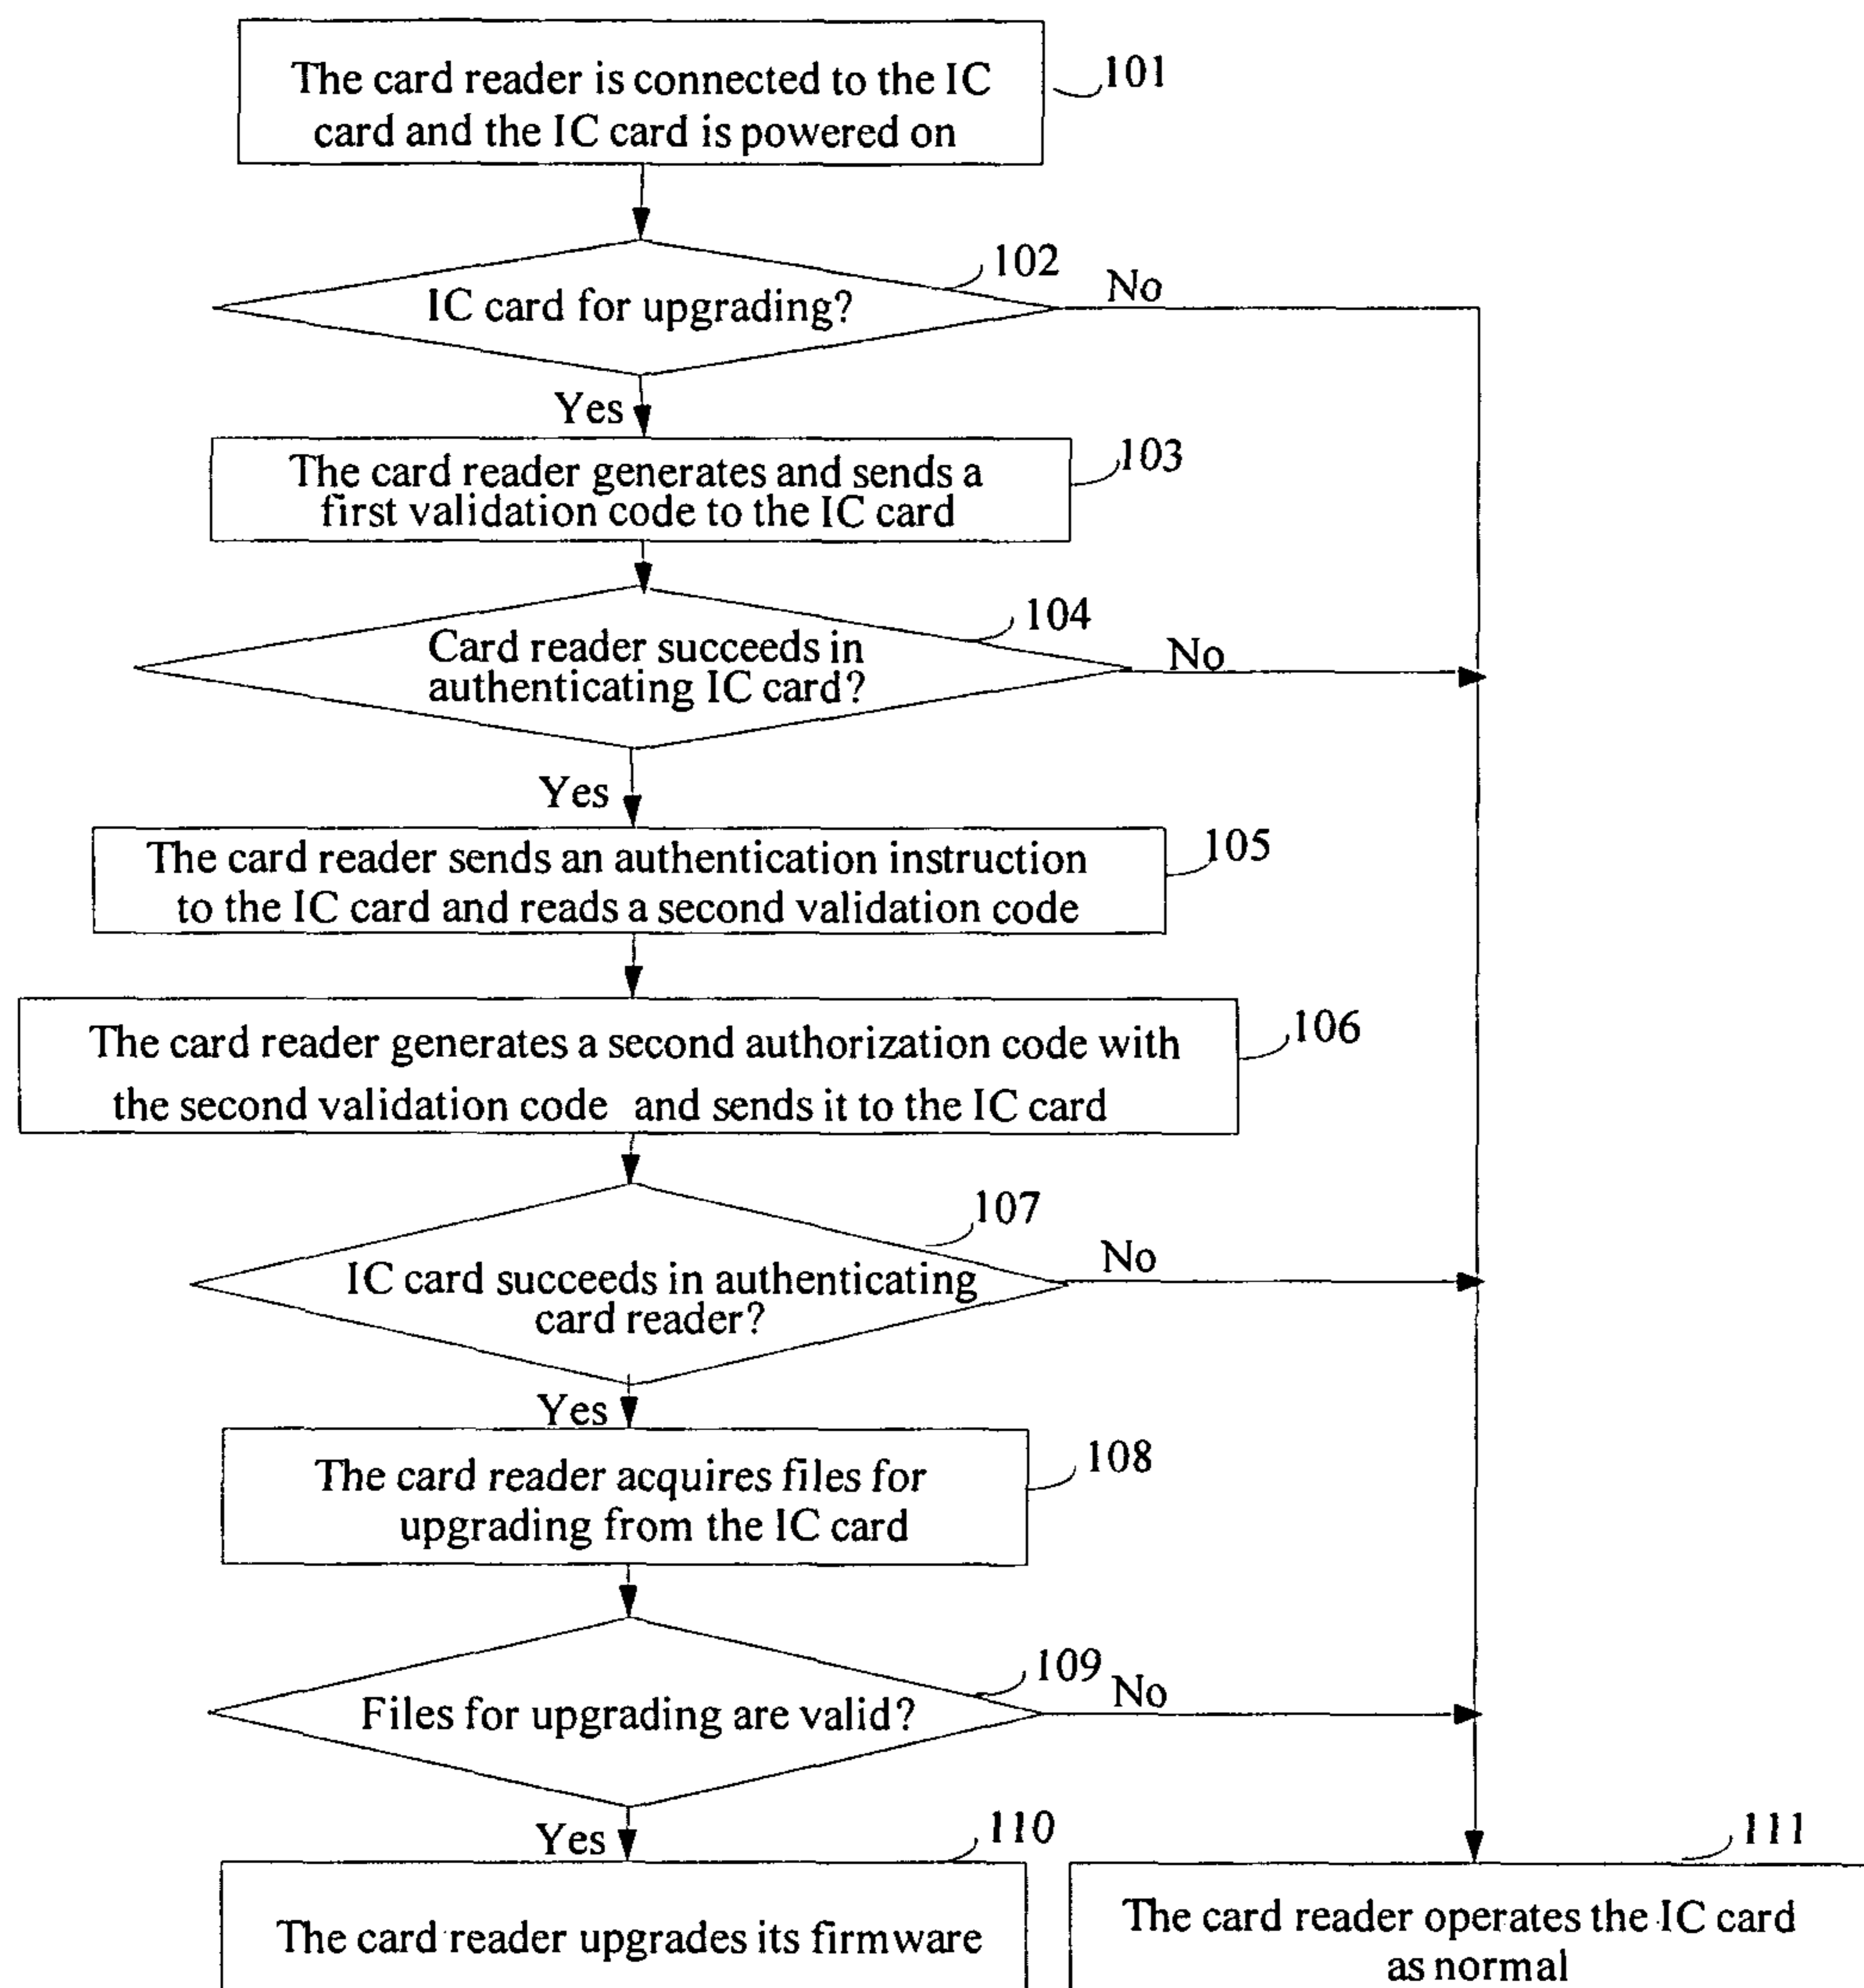 The card reader is connected to the IC
card and the IC card is powered on
101
102
IC card for upgrading?
No
Yes
The card reader generates and sends a
first validation code to the IC card
103
104
Card reader succeeds in
authenticating IC card?
No
Yes
The card reader sends an authentication instruction
to the IC card and reads a second validation code
105
The card reader generates a second authorization code with
the second validation code and sends it to the IC card
106
107
IC card succeeds in authenticating
card reader?
No
Yes
The card reader acquires files for
upgrading from the IC card
108
109
Files for upgrading are valid?
No
Yes
110
The card reader upgrades its firmware
111
The card reader operates the IC card
as normal